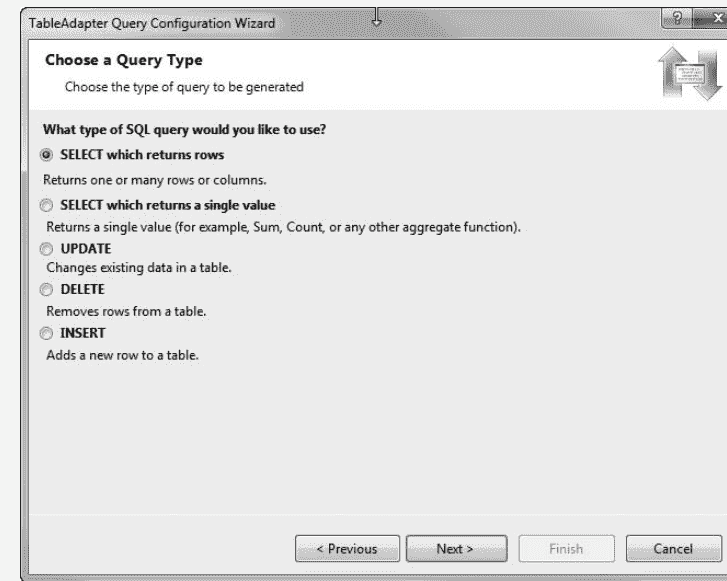 TableAdapter Query Configuration Wizard
Choose a Query Type
Choose the type of query to be generated
What type of SQL query would you like to use?
SELECT which returns rows
Returns one or many rows or columns.
SELECT which returns a single value
Returns a single value (for example, Sum, Count, or any other aggregate function).
UPDATE
Changes existing data in a table.
DELETE
Removes rows from a table.
INSERT
Adds a new row to a table.
< Previous Next > Finish Cancel